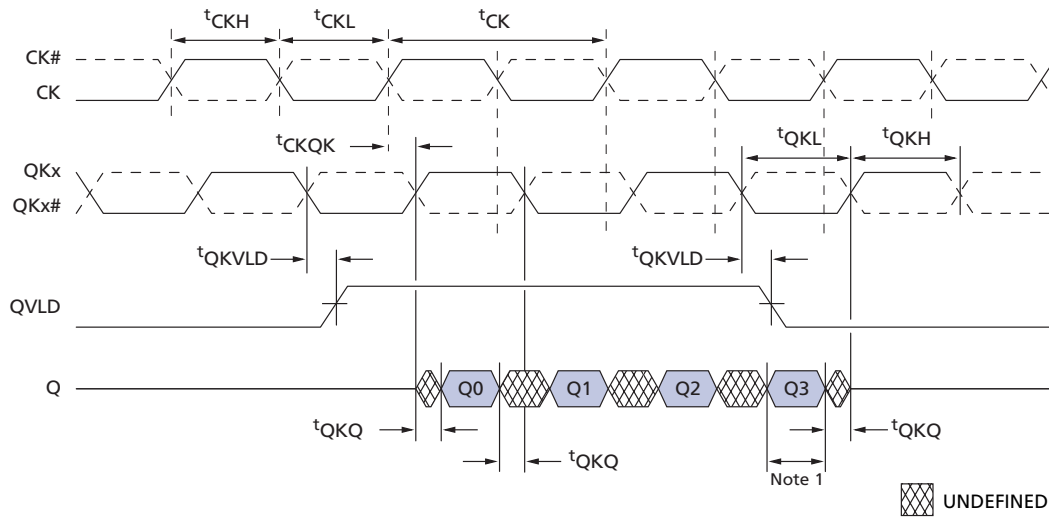 tCKH
tCKL
tCK
CK#
CK
tCKQK
tQKL
tQKH
QKx
QKx#
tQKVLD
tQKVLD
QVLD
Q
Q0
Q1
Q2
Q3
tQKQ
tQKQ
tQKQ
Note 1
UNDEFINED